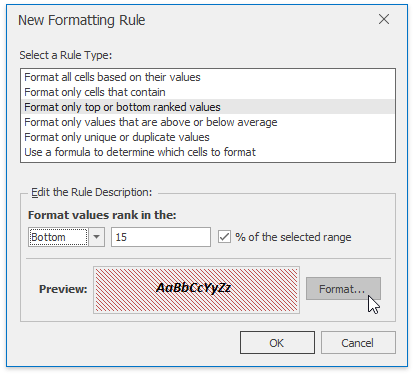 New Formatting Rule
Select a Rule Type:
Format all cells based on their values
Format only cells that contain
Format only top or bottom ranked values
Format only values that are above or below average
Format only unique or duplicate values
Use a formula to determine which cells to format
Edit the Rule Description:
Format values rank in the:
Bottom 15 % of the selected range
Preview: AaBbCcYyZz Format...
OK Cancel